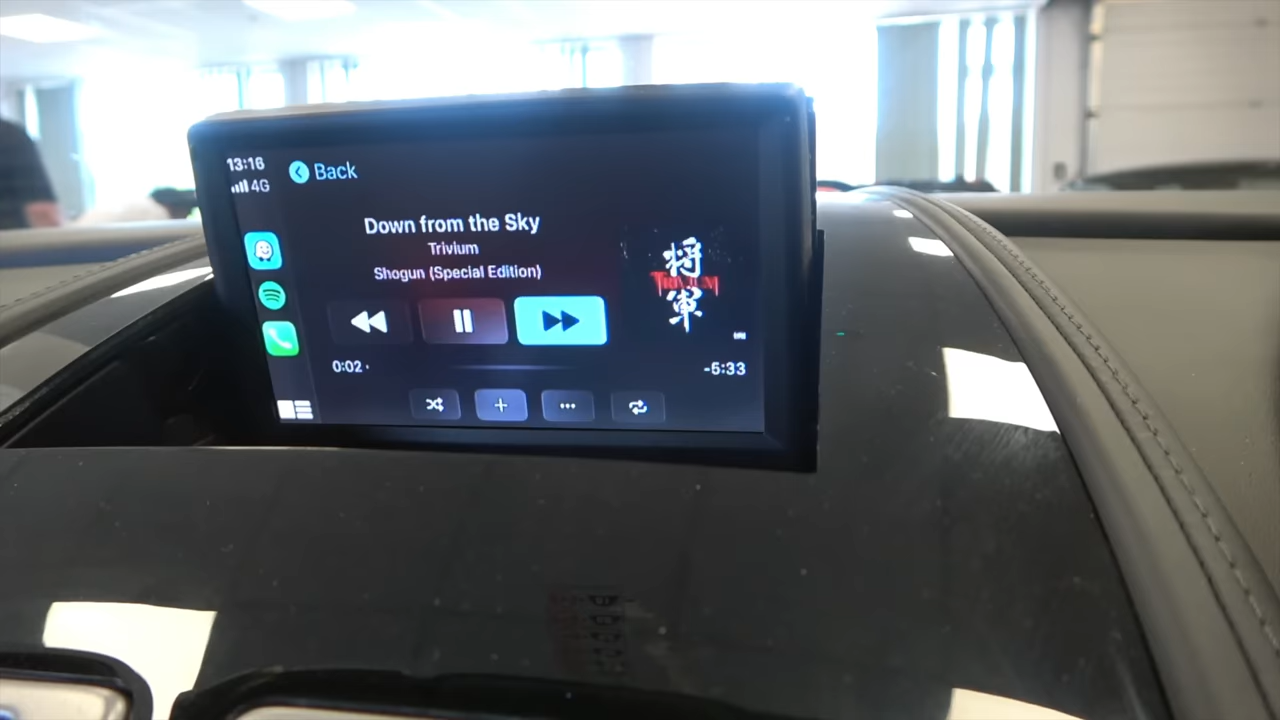 13:16
4G
Back
Down from the Sky
Trivium
Shogun (Special Edition)
将
TRIVIUM
軍
0:02
-5:33